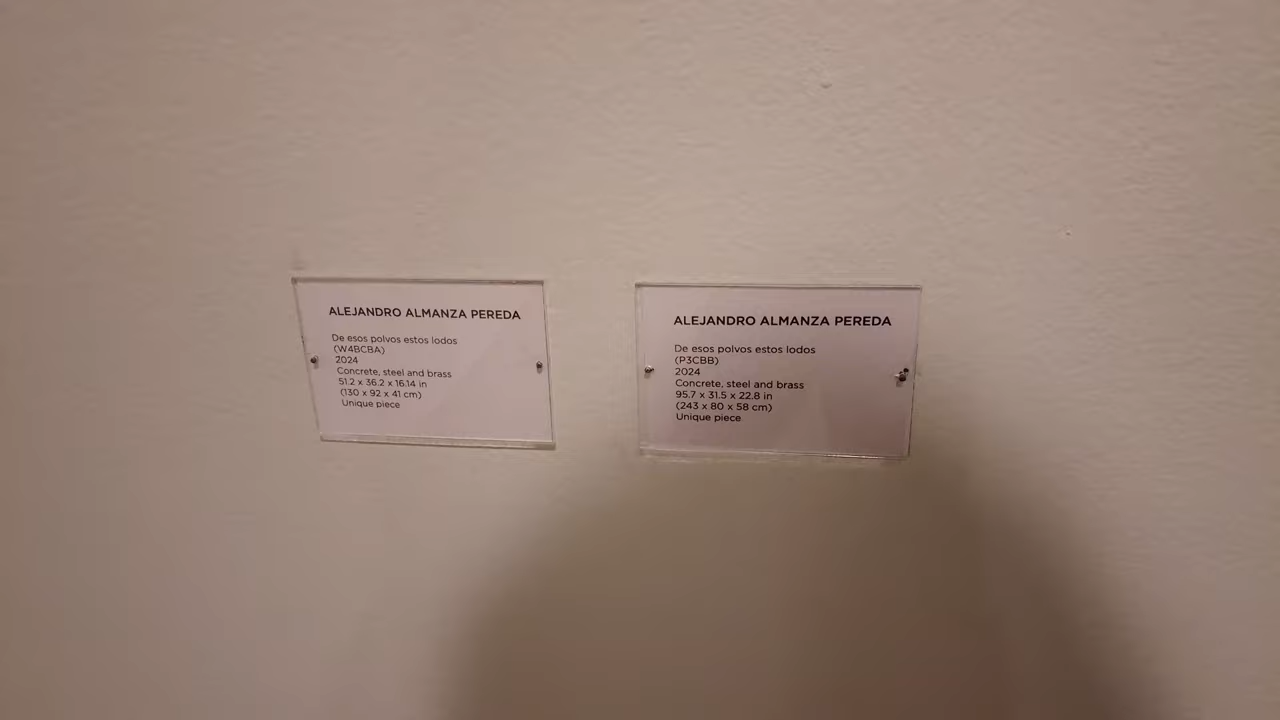 ALEJANDRO ALMANZA PEREDA
De esos polvos estos lodos
(W4BCBA)
2024
Concrete, steel and brass
51.2 x 36.2 x 16.14 in
(130 x 92 x 41 cm)
Unique piece
ALEJANDRO ALMANZA PEREDA
De esos polvos estos lodos
(P3CBB)
2024
Concrete, steel and brass
95.7 x 31.5 x 22.8 in
(243 x 80 x 58 cm)
Unique piece